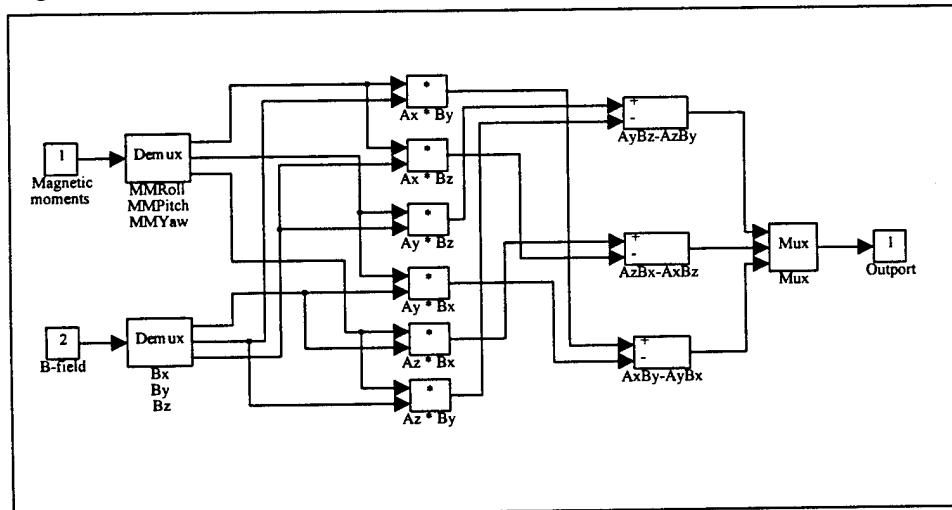 1
Magnetic
moments
Demux
MMRoll
MMPitch
MMYaw
2
B-field
Demux
Bx
By
Bz
*
Ax * By
*
Ax * Bz
*
Ay * Bz
*
Ay * Bx
*
Az * Bx
*
Az * By
+
-
AyBz-AzBy
+
-
AzBx-AxBz
+
-
AxBy-AyBx
Mux
Mux
1
Outport